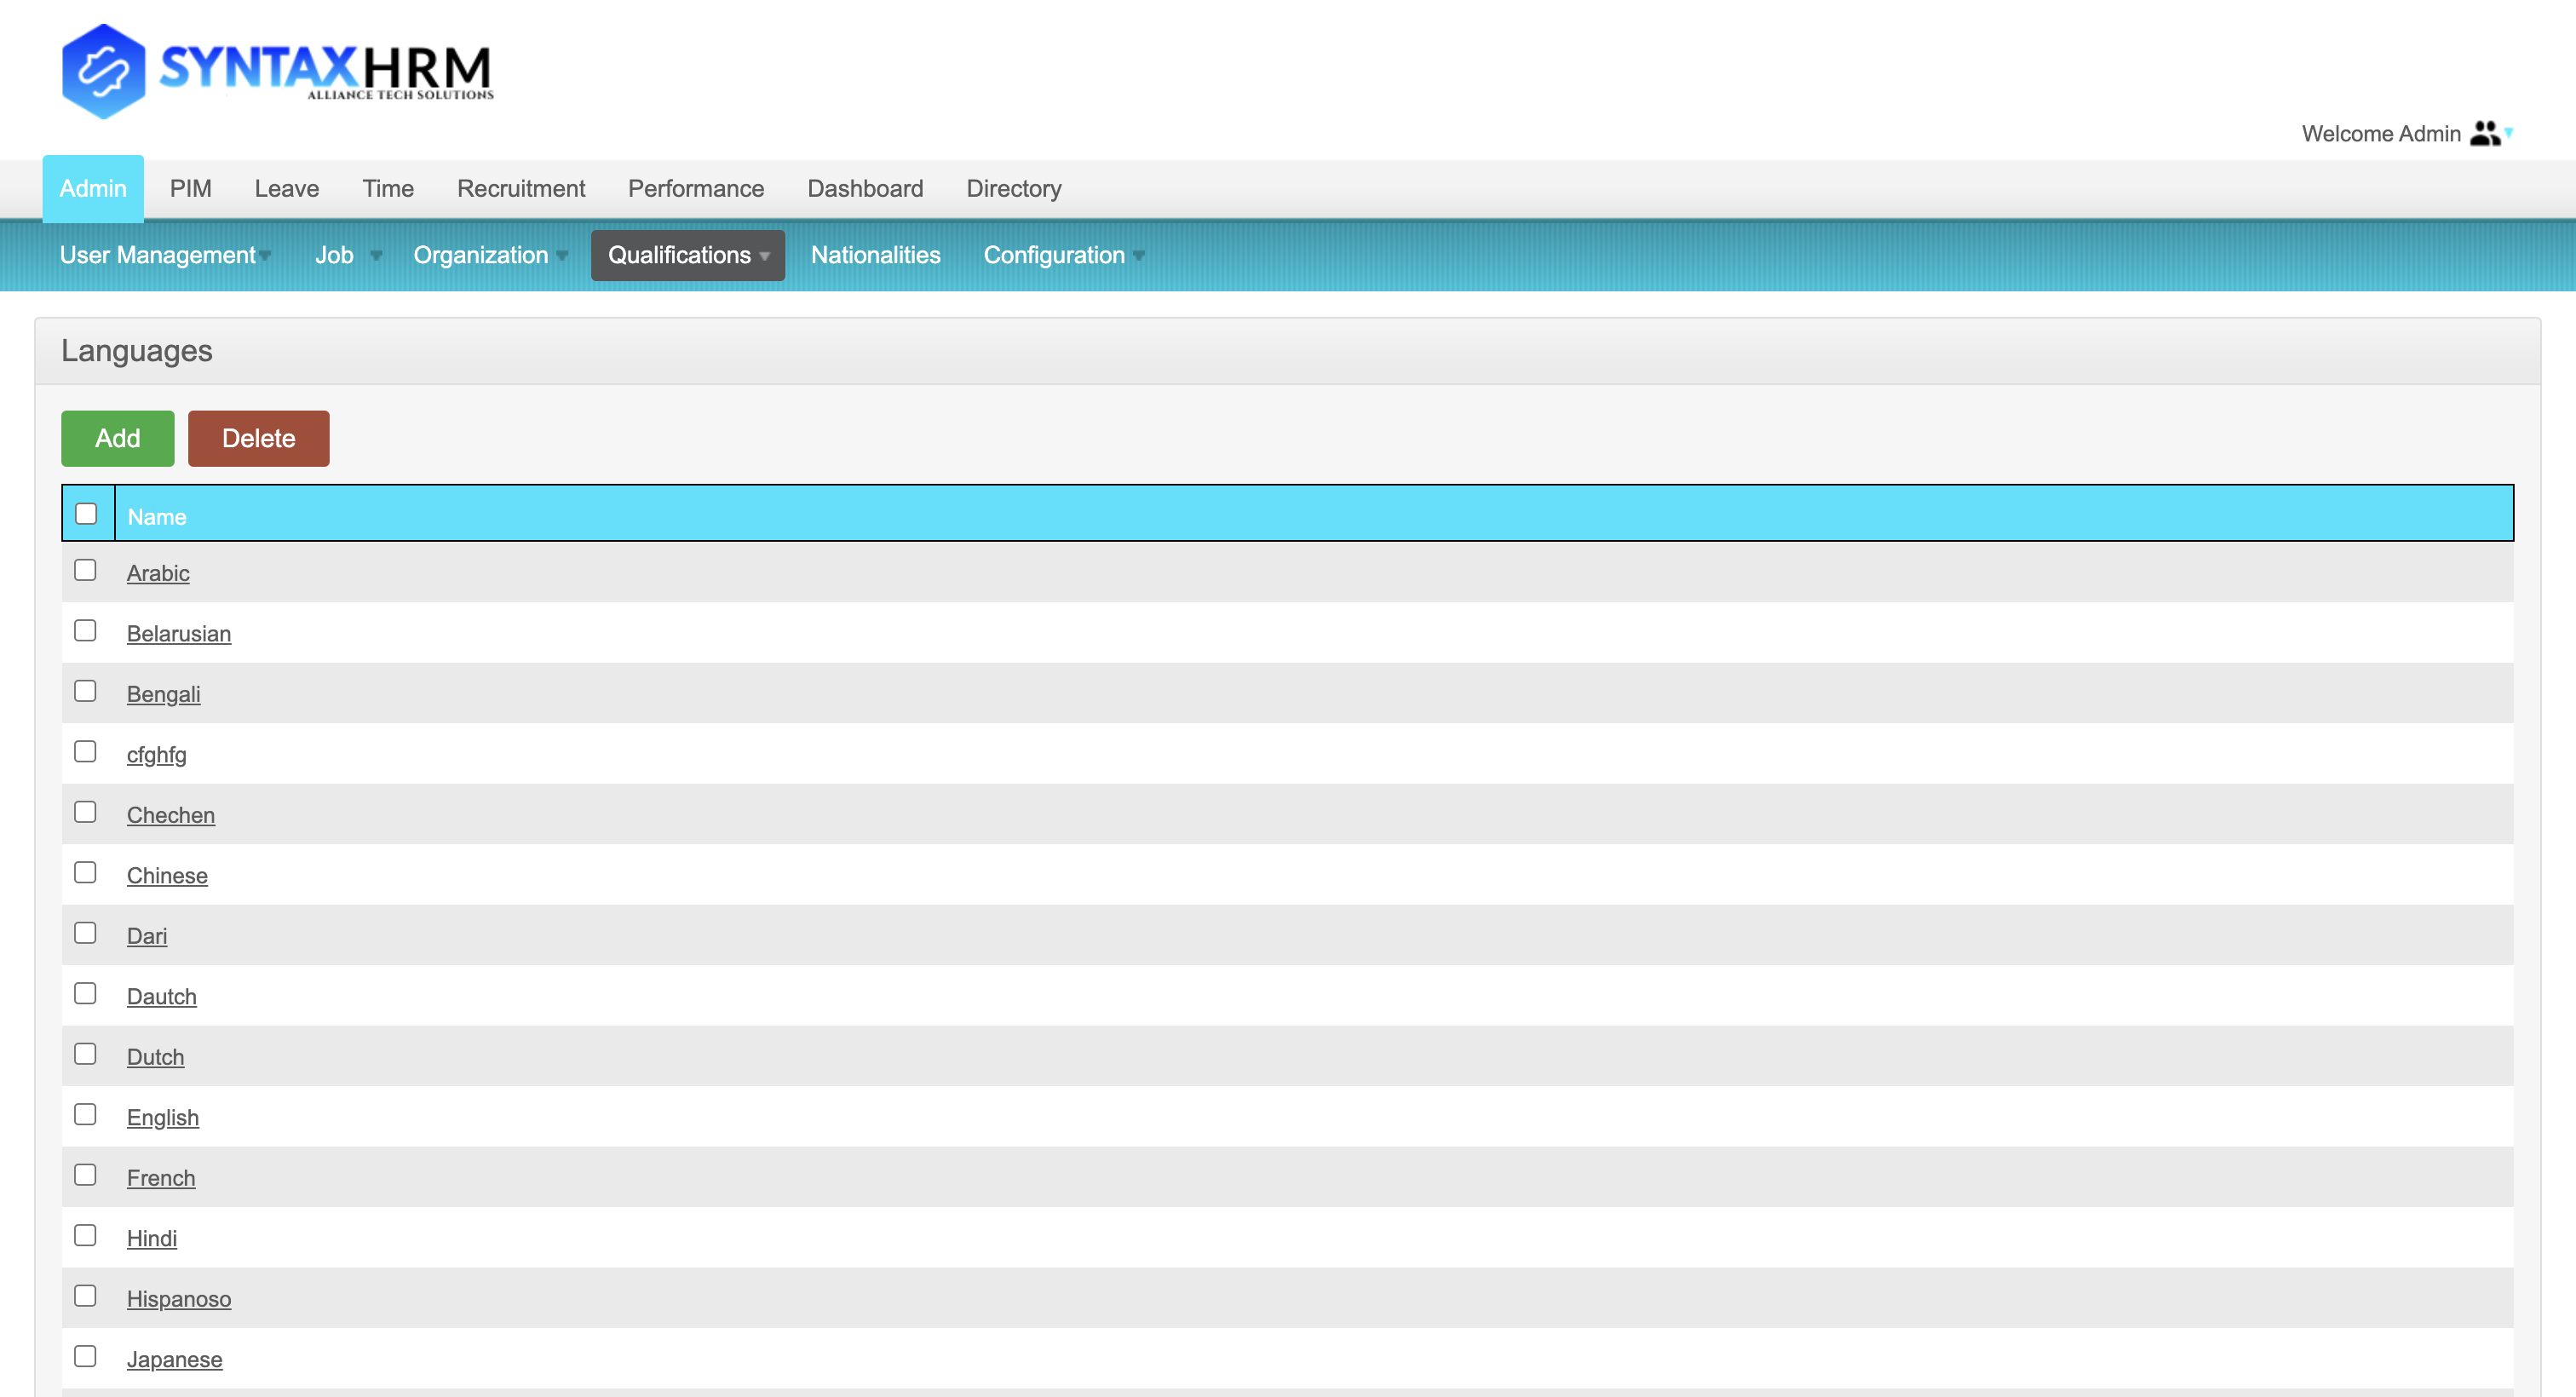 SYNTAXHRM
ALLIANCE TECH SOLUTIONS
Welcome Admin
Admin PIM Leave Time Recruitment Performance Dashboard Directory
User Management Job Organization Qualifications Nationalities Configuration
Languages
Add Delete
Name
Arabic
Belarusian
Bengali
cfghfg
Chechen
Chinese
Dari
Dautch
Dutch
English
French
Hindi
Hispanoso
Japanese